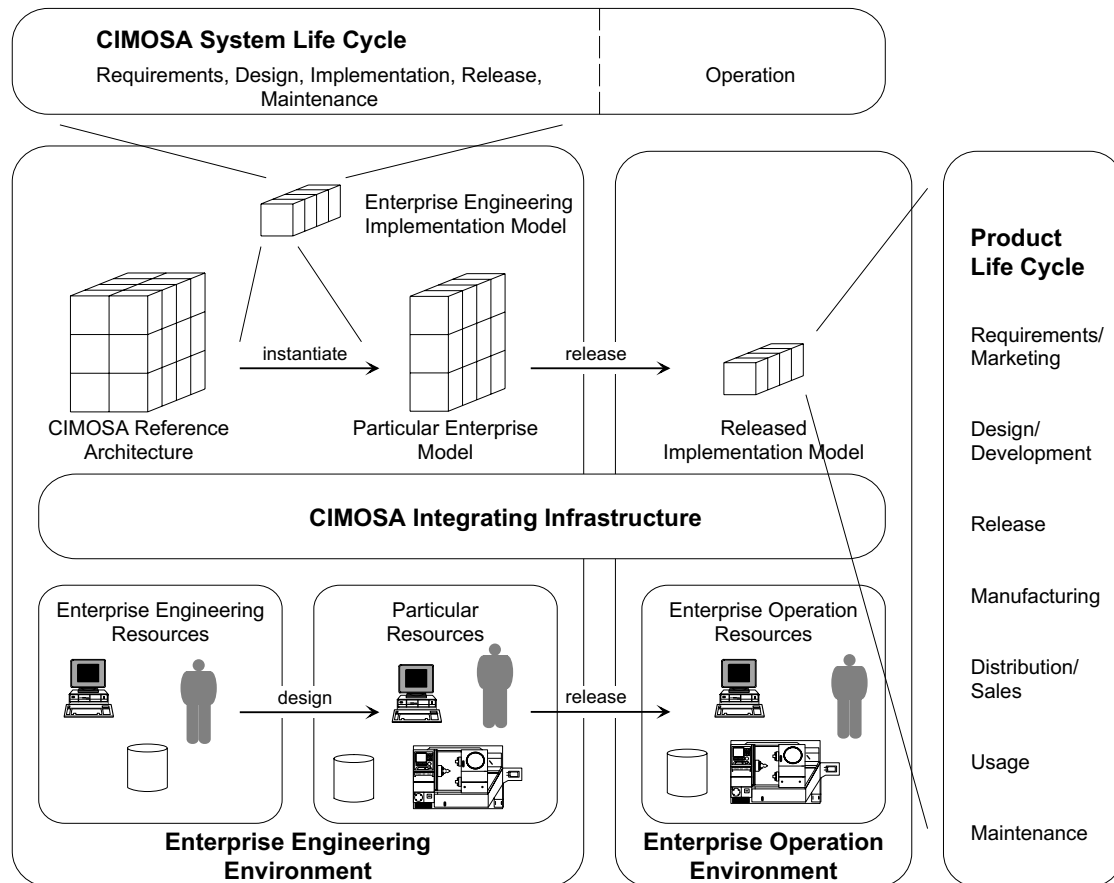 CIMOSA System Life Cycle
Requirements, Design, Implementation, Release,
Maintenance
Operation
Enterprise Engineering
Implementation Model
instantiate
release
CIMOSA Reference
Architecture
Particular Enterprise
Model
Released
Implementation Model
CIMOSA Integrating Infrastructure
Enterprise Engineering
Resources
design
Particular
Resources
release
Enterprise Operation
Resources
Enterprise Engineering
Environment
Enterprise Operation
Environment
Product
Life Cycle
Requirements/
Marketing
Design/
Development
Release
Manufacturing
Distribution/
Sales
Usage
Maintenance